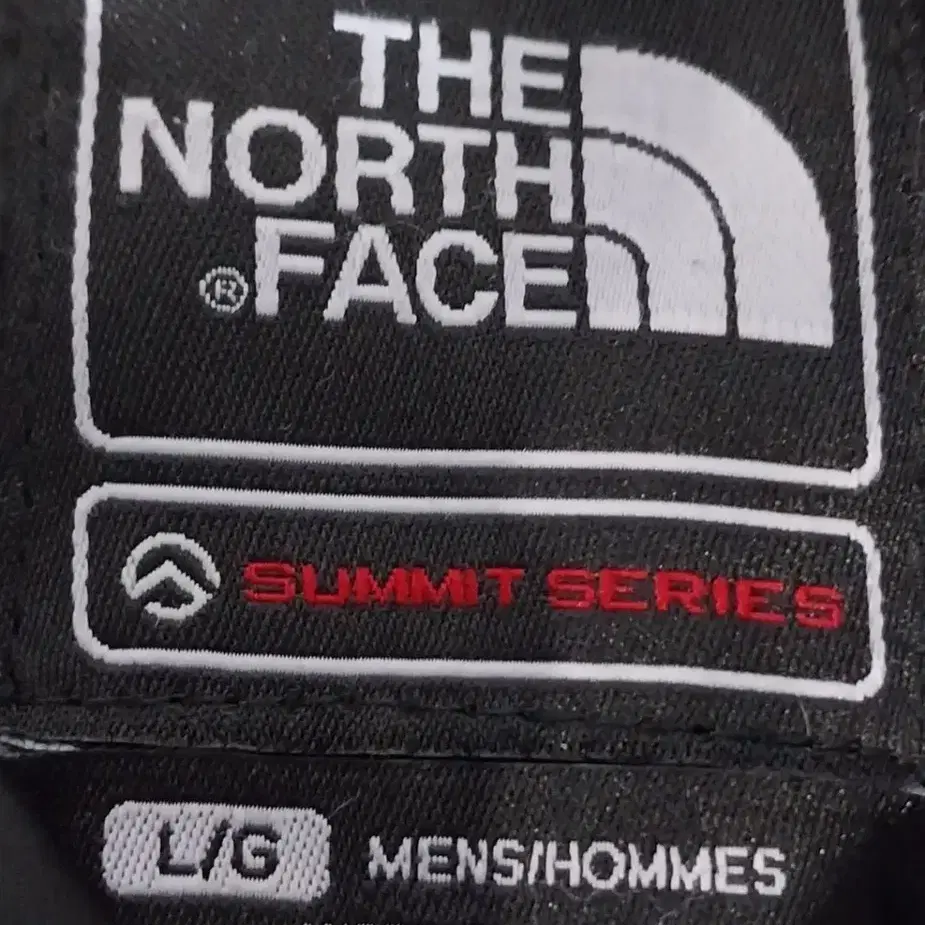 THE
NORTH
FACE
®
SUMMIT SERIES
L/G MENS/HOMMES